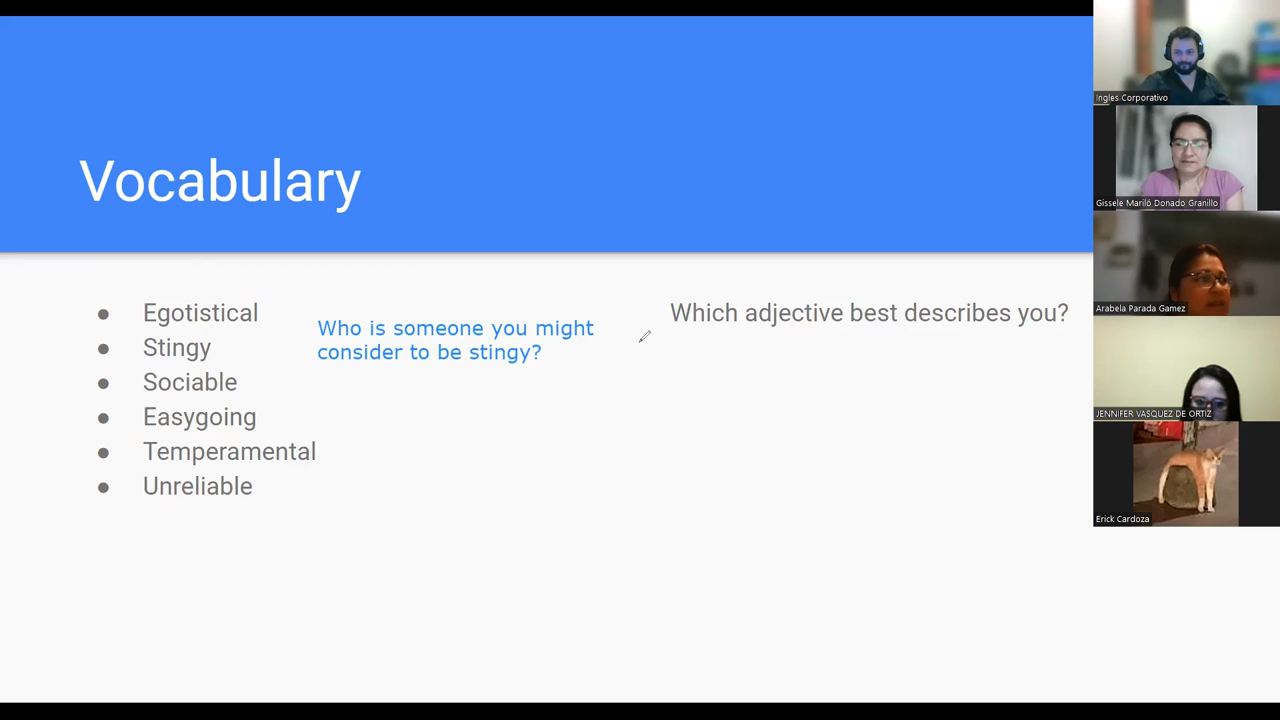 Vocabulary
Egotistical
Stingy
Sociable
Easygoing
Temperamental
Unreliable
Who is someone you might
consider to be stingy?
Which adjective best describes you?
Ingles Corporativo
Gissele Mariló Donado Granillo
Arabela Parada Gamez
JENNIFER VASQUEZ DE ORTIZ
Erick Cardoza